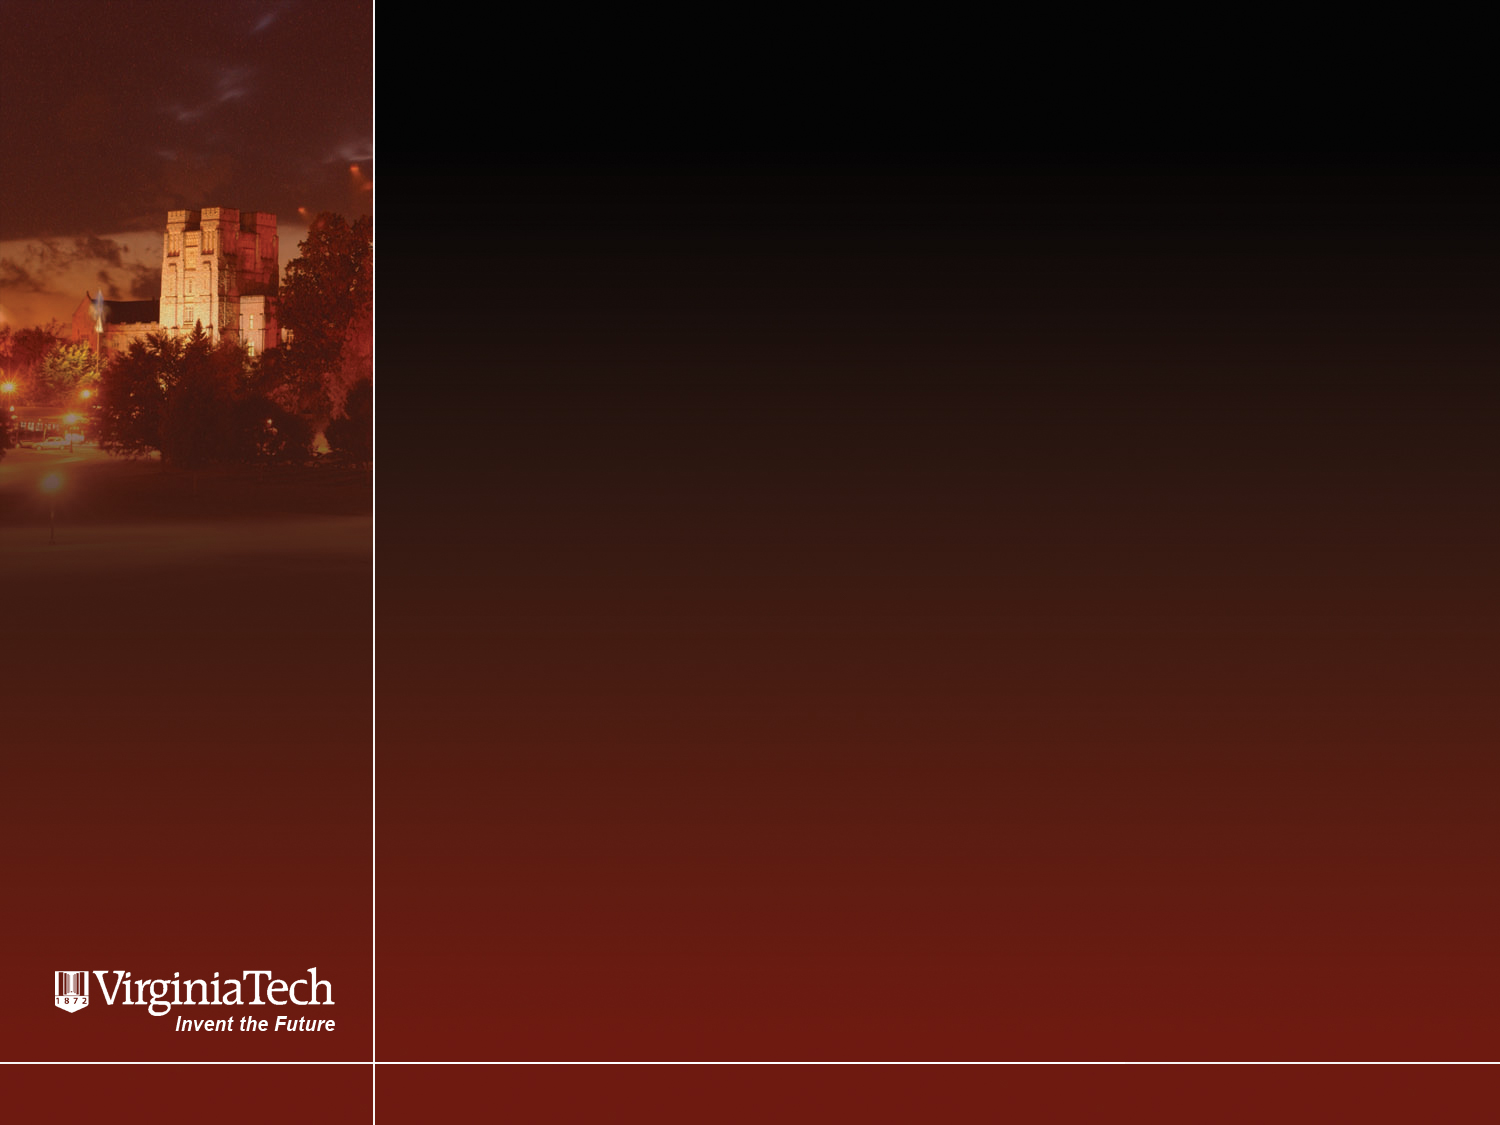 1872
VirginiaTech
Invent the Future